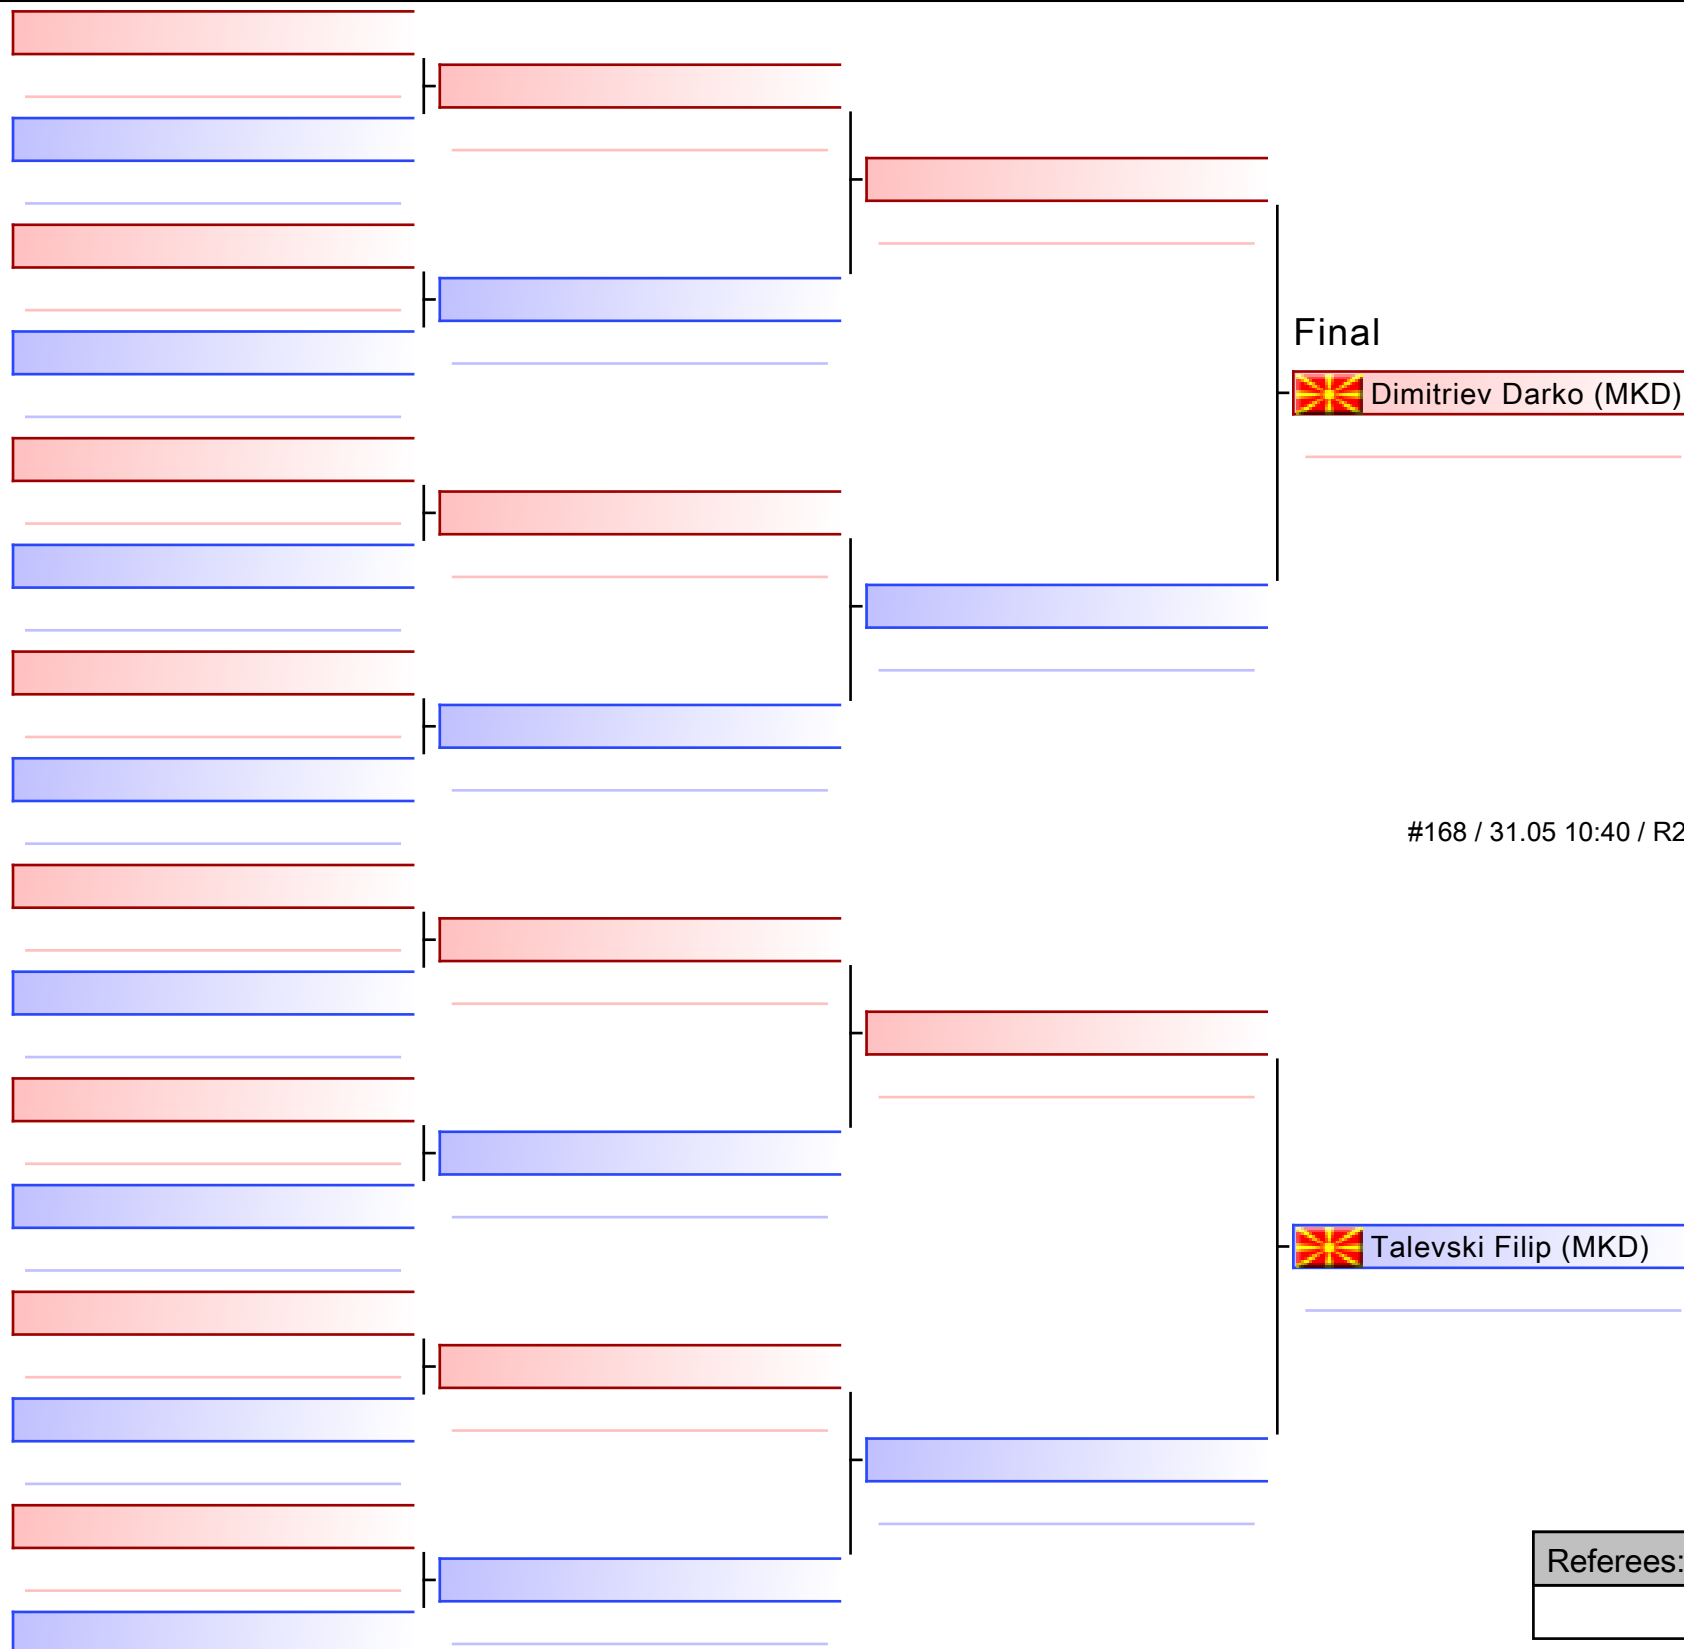 Final
Dimitriev Darko (MKD)
#168 / 31.05 10:40 / R2
Talevski Filip (MKD)
Referees: